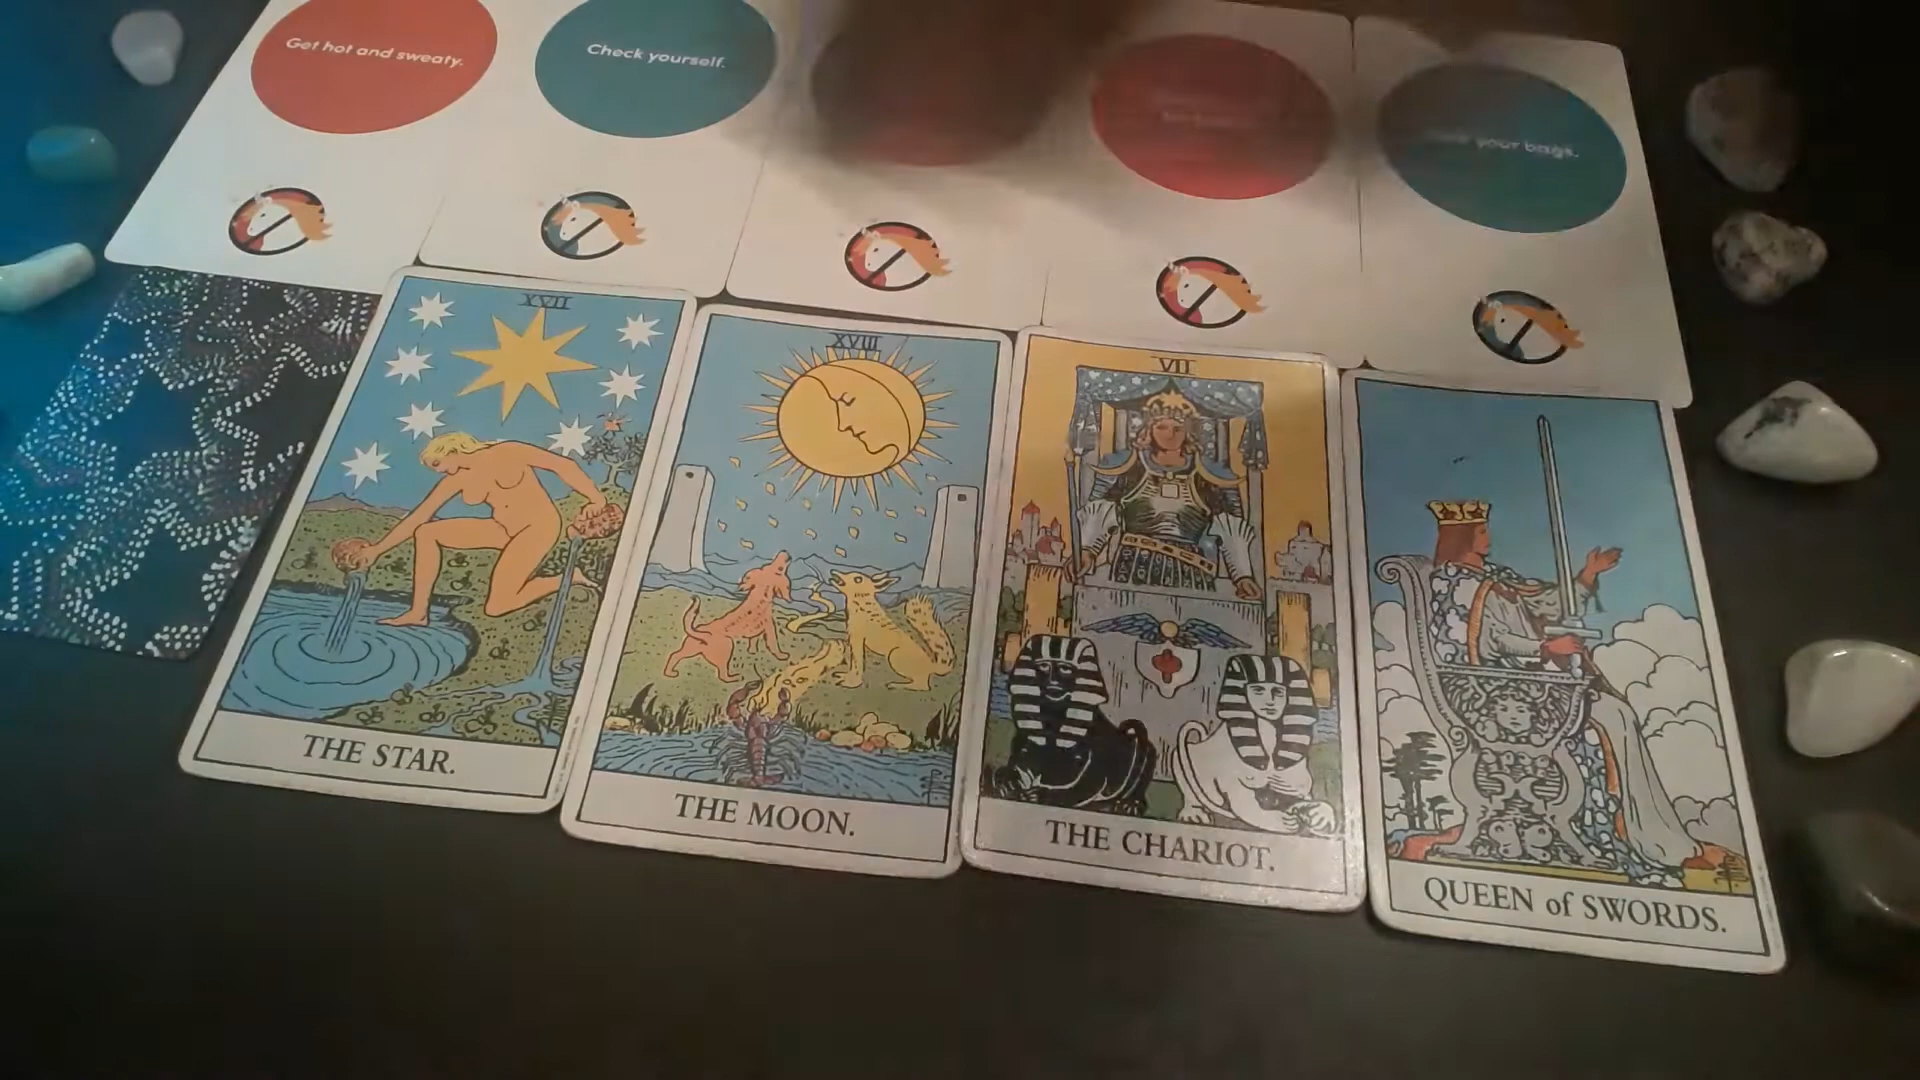 Get hot and sweaty.
Check yourself.
your bags.
XVII
XVIII
VII
THE STAR.
THE MOON.
THE CHARIOT.
QUEEN of SWORDS.